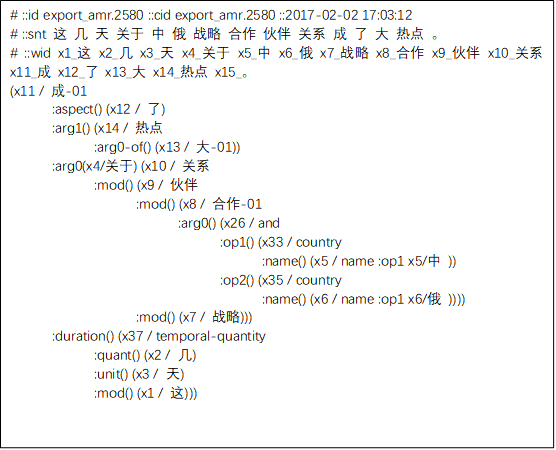 # ::id export_amr.2580 ::cid export_amr.2580 ::2017-02-02 17:03:12
# ::snt 这 几 天 关于 中 俄 战略 合作 伙伴 关系 成 了 大 热点 。
# ::wid x1_这 x2_几 x3_天 x4_关于 x5_中 x6_俄 x7_战略 x8_合作 x9_伙伴 x10_关系
x11_成 x12_了 x13_大 x14_热点 x15_。
(x11 / 成-01
:aspect() (x12 / 了)
:arg1() (x14 / 热点
:arg0-of() (x13 / 大-01))
:arg0(x4/关于) (x10 / 关系
:mod() (x9 / 伙伴
:mod() (x8 / 合作-01
:arg0() (x26 / and
:op1() (x33 / country
:name() (x5 / name :op1 x5/中 ))
:op2() (x35 / country
:name() (x6 / name :op1 x6/俄 ))))
:mod() (x7 / 战略)))
:duration() (x37 / temporal-quantity
:quant() (x2 / 几)
:unit() (x3 / 天)
:mod() (x1 / 这)))